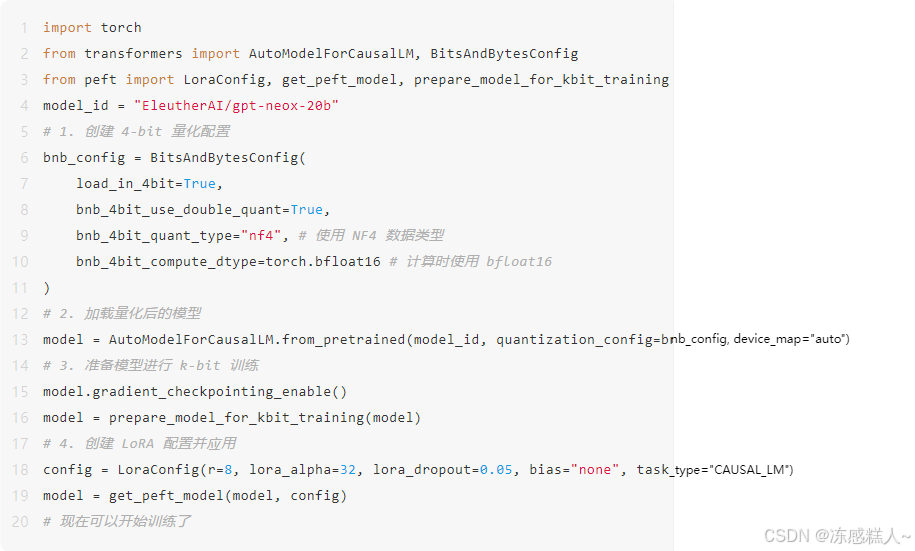 1 import torch
2 from transformers import AutoModelForCausalLM, BitsAndBytesConfig
3 from peft import LoraConfig, get_peft_model, prepare_model_for_kbit_training
4 model_id = "EleutherAI/gpt-neox-20b"
5 # 1. 创建 4-bit 量化配置
6 bnb_config = BitsAndBytesConfig(
7     load_in_4bit=True,
8     bnb_4bit_use_double_quant=True,
9     bnb_4bit_quant_type="nf4", # 使用 NF4 数据类型
10     bnb_4bit_compute_dtype=torch.bfloat16 # 计算时使用 bfloat16
11 )
12 # 2. 加载量化后的模型
13 model = AutoModelForCausalLM.from_pretrained(model_id, quantization_config=bnb_config, device_map="auto")
14 # 3. 准备模型进行 k-bit 训练
15 model.gradient_checkpointing_enable()
16 model = prepare_model_for_kbit_training(model)
17 # 4. 创建 LoRA 配置并应用
18 config = LoraConfig(r=8, lora_alpha=32, lora_dropout=0.05, bias="none", task_type="CAUSAL_LM")
19 model = get_peft_model(model, config)
20 # 现在可以开始训练了
CSDN @冻感糕人~